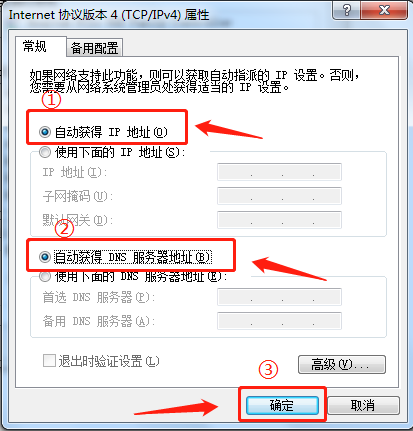 Internet 协议版本 4 (TCP/IPv4) 属性
常规
备用配置
如果网络支持此功能，则可以获取自动指派的 IP 设置。否则，
您需要从网络系统管理员处获得适当的 IP 设置。
①
自动获得 IP 地址(O)
使用下面的 IP 地址(S):
IP 地址(I):
子网掩码(U):
默认网关(D):
②
自动获得 DNS 服务器地址(B)
使用下面的 DNS 服务器地址(E):
首选 DNS 服务器(P):
备用 DNS 服务器(A):
退出时验证设置(L)
高级(V)...
③
确定
取消